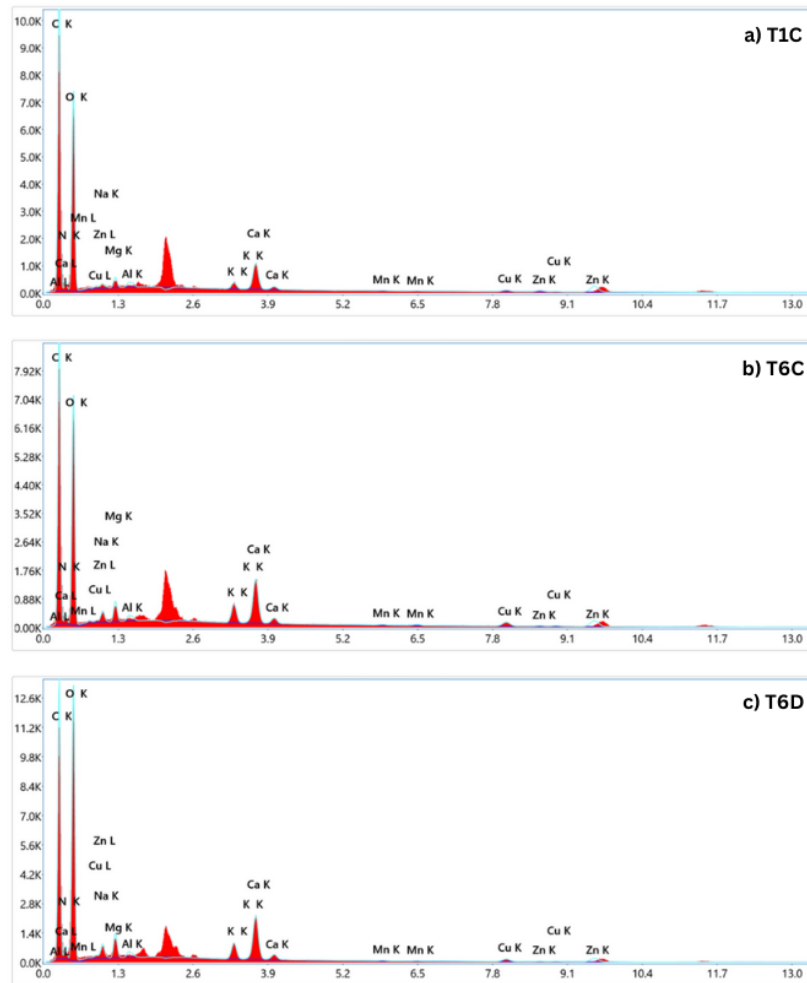 a) T1C
10.0K
C K
9.0K
8.0K
O K
7.0K
6.0K
5.0K
4.0K
Na K
3.0K
Mn L
N K
Zn L
Ca K
2.0K
Mg K
K K
Cu K
Ca L
1.0K
Cu L
Al K
K K
Ca K
Mn K
Mn K
Cu K
Zn K
Zn K
Al L
0.0K
0.0 1.3 2.6 3.9 5.2 6.5 7.8 9.1 10.4 11.7 13.0
b) T6C
C K
7.92K
7.04K
O K
6.16K
5.28K
4.40K
3.52K
Mg K
2.64K
Na K
Ca K
1.76K
N K
Zn L
K K
0.88K
Ca L
Cu L
K K
Cu K
Al L
Mn L
Al K
Ca K
Mn K
Mn K
Cu K
Zn K
Zn K
0.00K
0.0 1.3 2.6 3.9 5.2 6.5 7.8 9.1 10.4 11.7 13.0
c) T6D
O K
12.6K
C K
11.2K
9.8K
8.4K
7.0K
Zn L
5.6K
Cu L
4.2K
Na K
Ca K
2.8K
N K
K K
1.4K
Ca L
Mg K
K K
Cu K
Al L
Mn L
Al K
Ca K
Mn K
Mn K
Cu K
Zn K
Zn K
0.0K
0.0 1.3 2.6 3.9 5.2 6.5 7.8 9.1 10.4 11.7 13.0